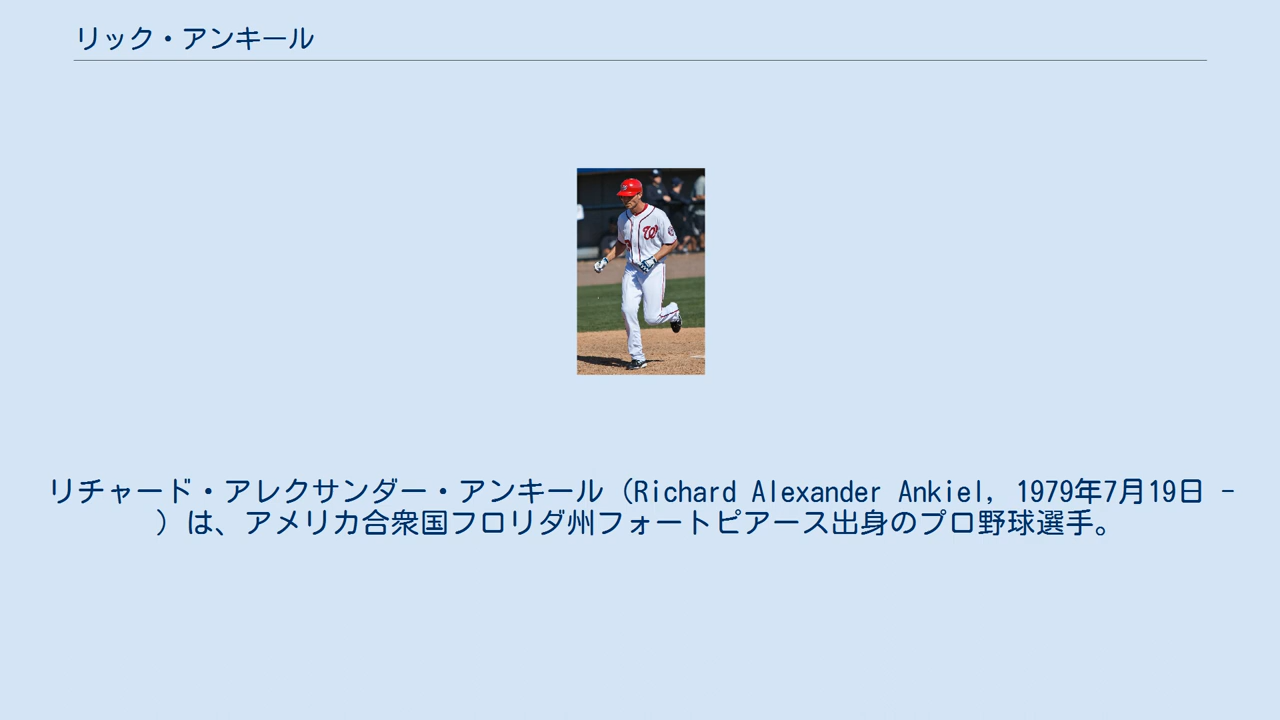 リック・アンキール
リチャード・アレクサンダー・アンキール（Richard Alexander Ankiel, 1979年7月19日 -
）は、アメリカ合衆国フロリダ州フォートピアース出身のプロ野球選手。